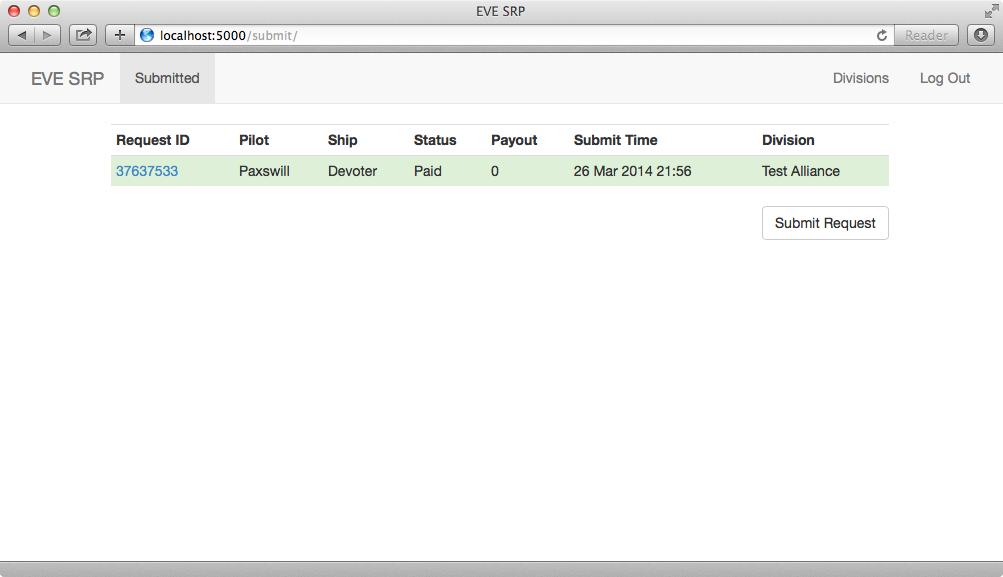 EVE SRP
localhost:5000/submit/
Reader
EVE SRP Submitted Divisions Log Out
Request ID Pilot Ship Status Payout Submit Time Division
37637533 Paxswill Devoter Paid 0 26 Mar 2014 21:56 Test Alliance
Submit Request